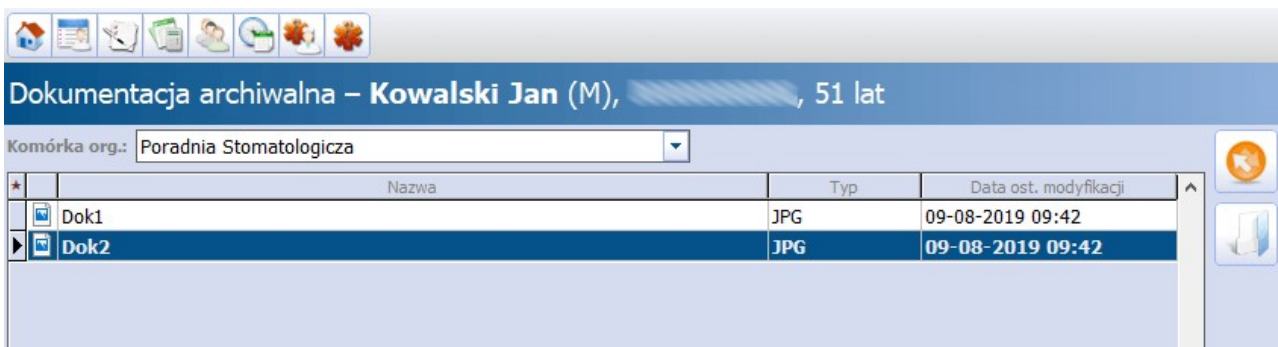 Dokumentacja archiwalna – Kowalski Jan (M), , 51 lat
Komórka org.: Poradnia Stomatologicza
Nazwa Typ Data ost. modyfikacji
Dok1 JPG 09-08-2019 09:42
Dok2 JPG 09-08-2019 09:42